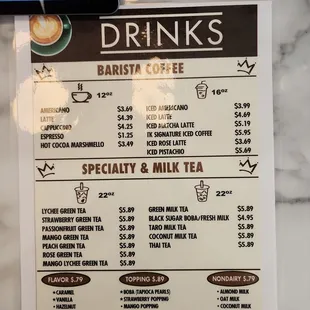 DRINKS
BARISTA COFFEE
12oz
16oz
AMERICANO $3.69
LATTE $4.39
CAPPUCCINO $4.25
ESPRESSO $1.25
HOT COCOA MARSHMELLO $3.49
ICED AMERICANO $3.99
ICED LATTE $4.69
ICED MATCHA LATTE $5.19
SIGNATURE ICED COFFEE $5.95
ICED ROSE LATTE $3.69
ICED PISTACHIO $5.69
SPECIALTY & MILK TEA
22oz
22oz
LYCHEE GREEN TEA $5.89
STRAWBERRY GREEN TEA $5.89
PASSIONFRUIT GREEN TEA $5.89
MANGO GREEN TEA $5.89
PEACH GREEN TEA $5.89
ROSE GREEN TEA $5.89
MANGO LYCHEE GREEN TEA $5.89
GREEN MILK TEA $5.89
BLACK SUGAR BOBA/FRESH MILK $4.95
TARO MILK TEA $5.89
COCONUT MILK TEA $5.89
THAI TEA $5.89
FLAVOR $.79
• CARAMEL
• VANILLA
• HAZELNUT
TOPPING $.89
• BOBA (TAPIOCA PEARLS)
• STRAWBERRY POPPING
• MANGO POPPING
NONDAIRY $.79
• ALMOND MILK
• OAT MILK
• COCONUT MILK